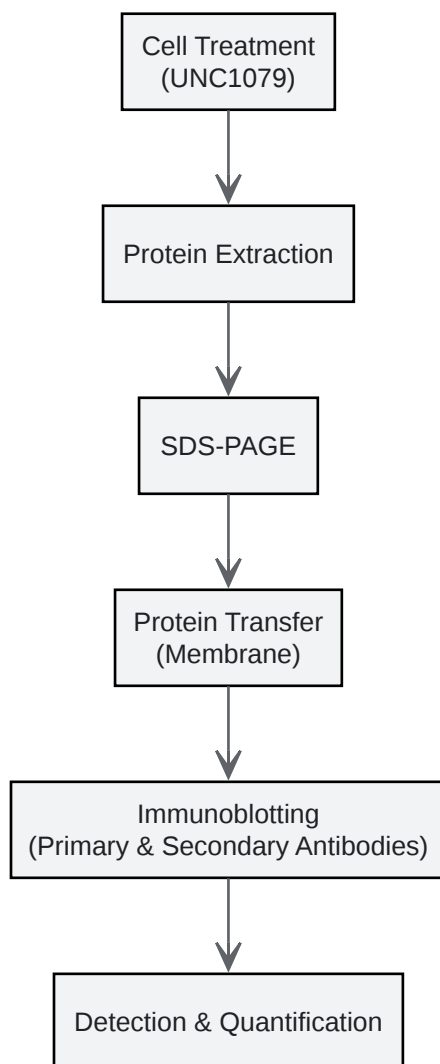 Cell Treatment
(UNC1079)
Protein Extraction
SDS-PAGE
Protein Transfer
(Membrane)
Immunoblotting
(Primary & Secondary Antibodies)
Detection & Quantification